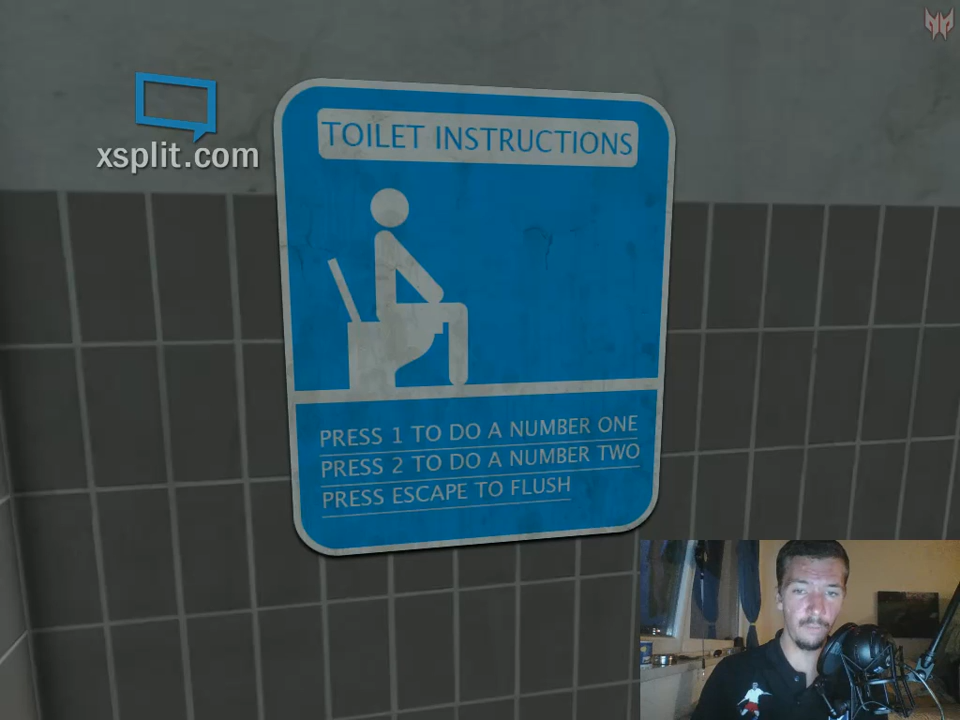 xsplit.com
TOILET INSTRUCTIONS
PRESS 1 TO DO A NUMBER ONE
PRESS 2 TO DO A NUMBER TWO
PRESS ESCAPE TO FLUSH